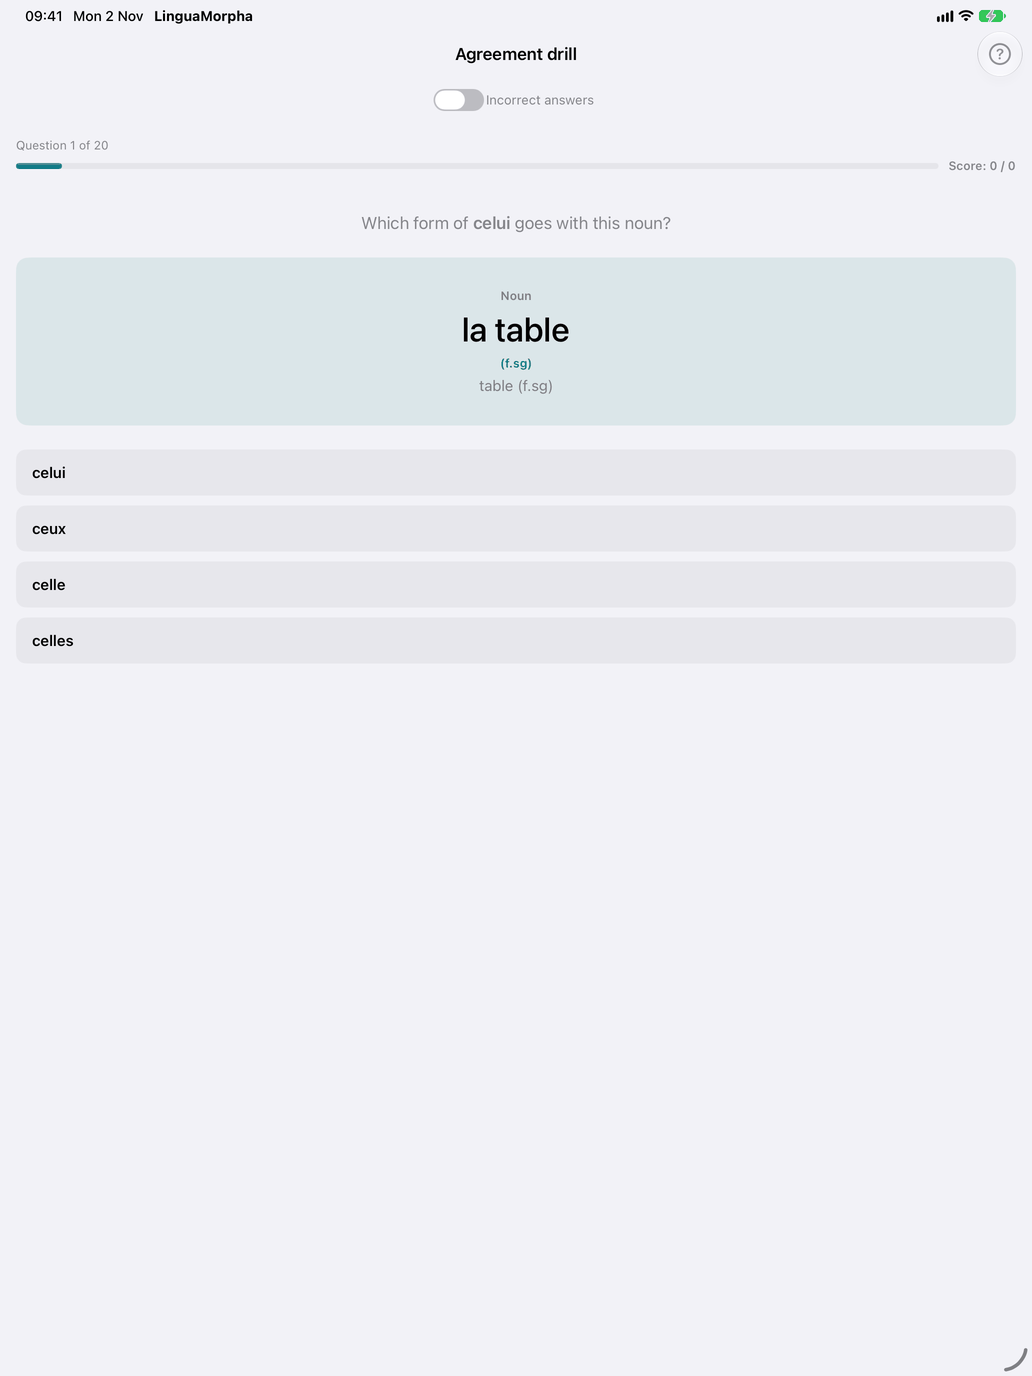 09:41 Mon 2 Nov LinguaMorpha
Agreement drill
Incorrect answers
Question 1 of 20
Score: 0 / 0
Which form of celui goes with this noun?
Noun
la table
(f.sg)
table (f.sg)
celui
ceux
celle
celles